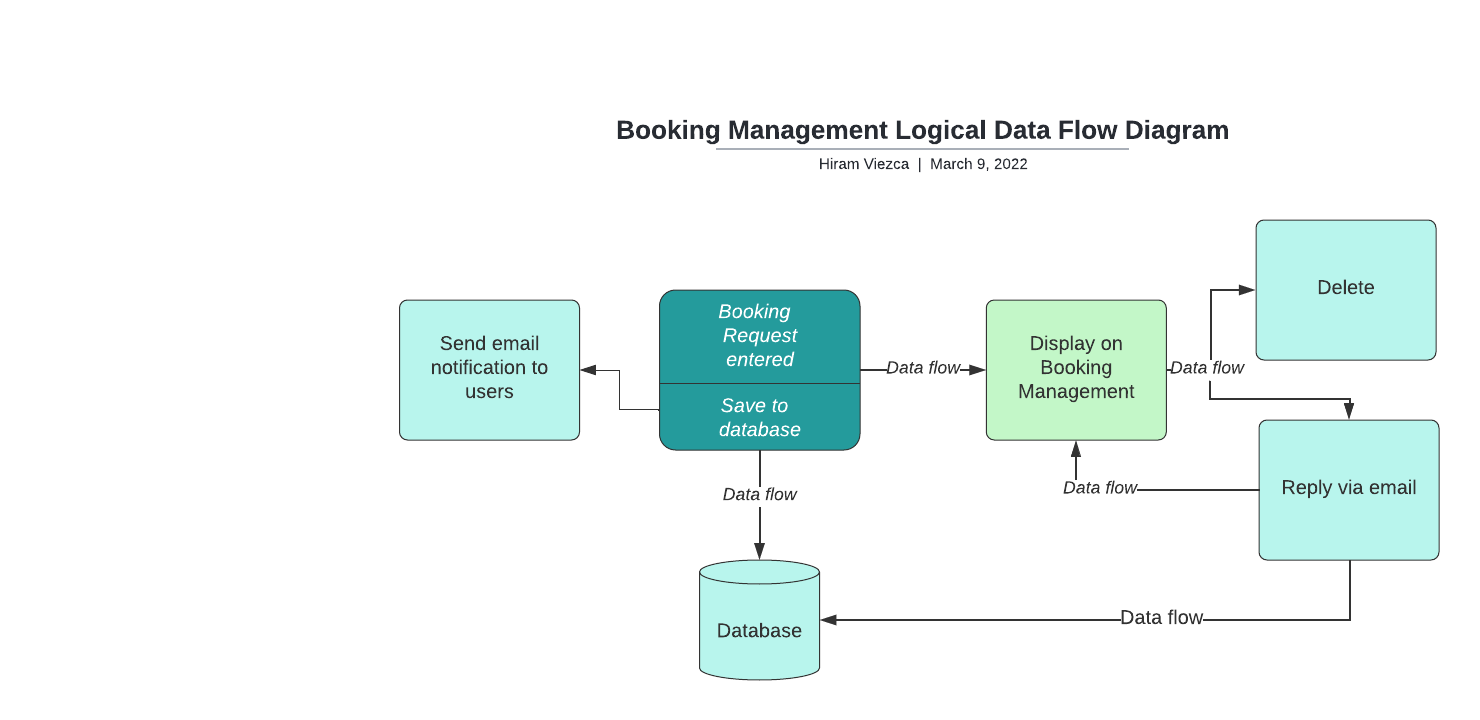 Booking Management Logical Data Flow Diagram
Hiram Viezca | March 9, 2022
Delete
Send email
notification to
users
Booking
Request
entered
Save to
database
Data flow
Display on
Booking
Management
Data flow
Data flow
Reply via email
Data flow
Database
Data flow